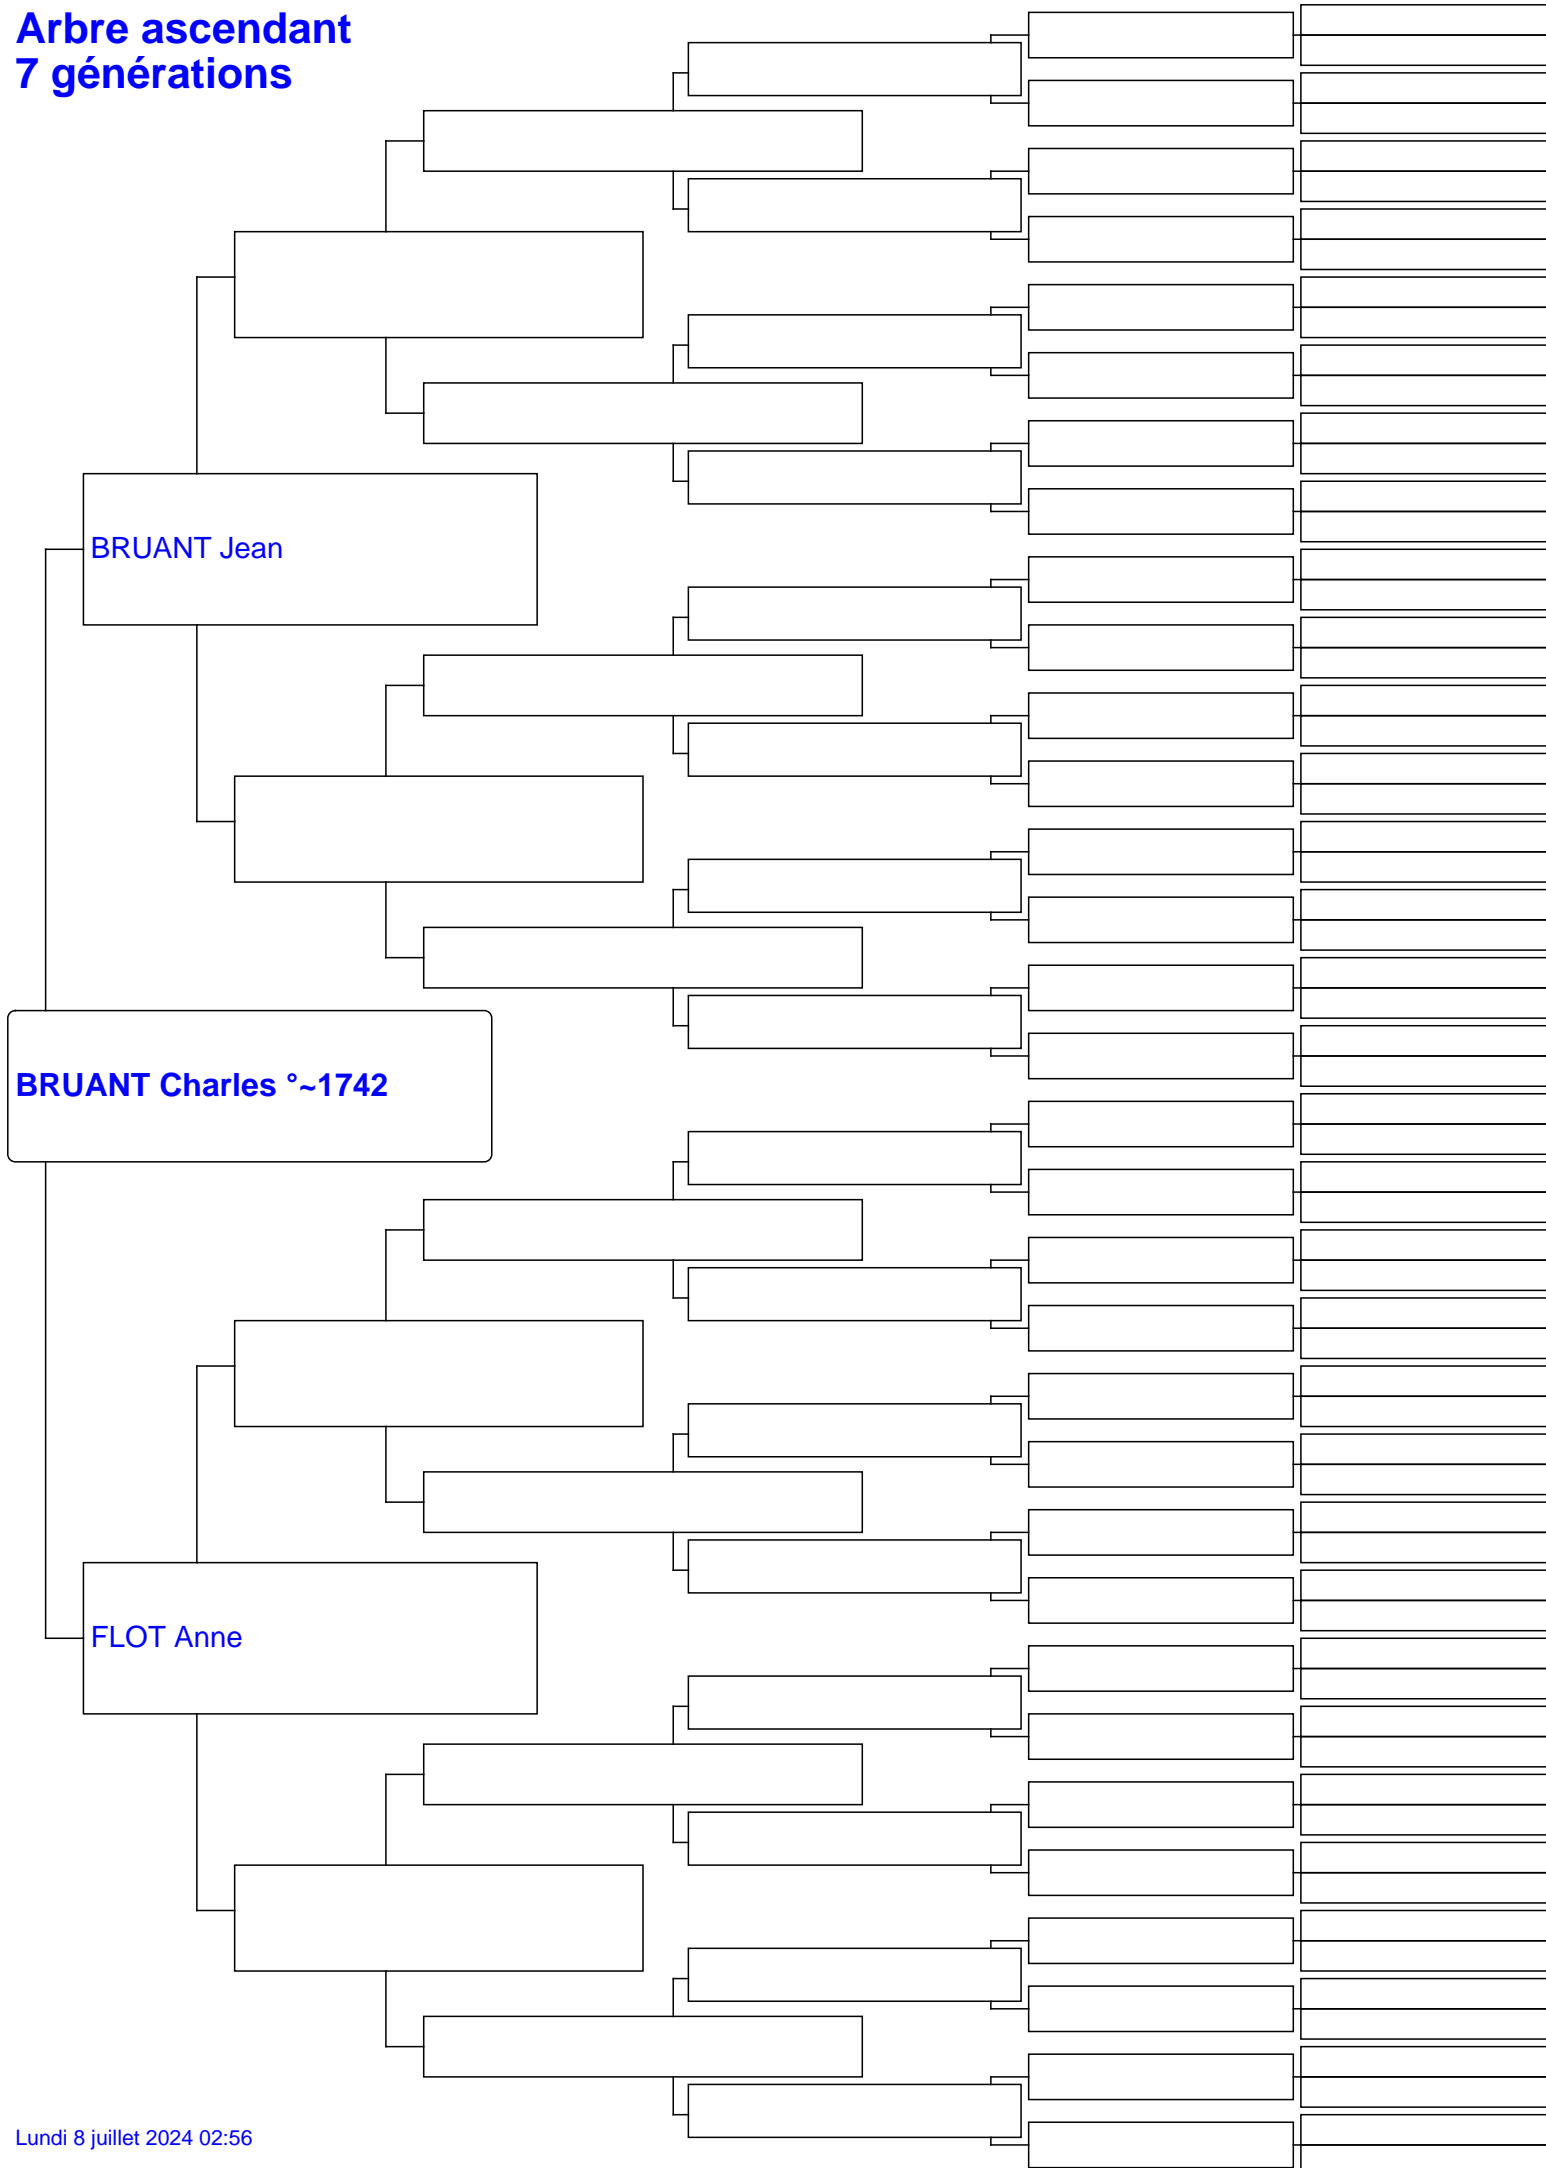 Arbre ascendant
7 générations
BRUANT Jean
BRUANT Charles °~1742
FLOT Anne
Lundi 8 juillet 2024 02:56